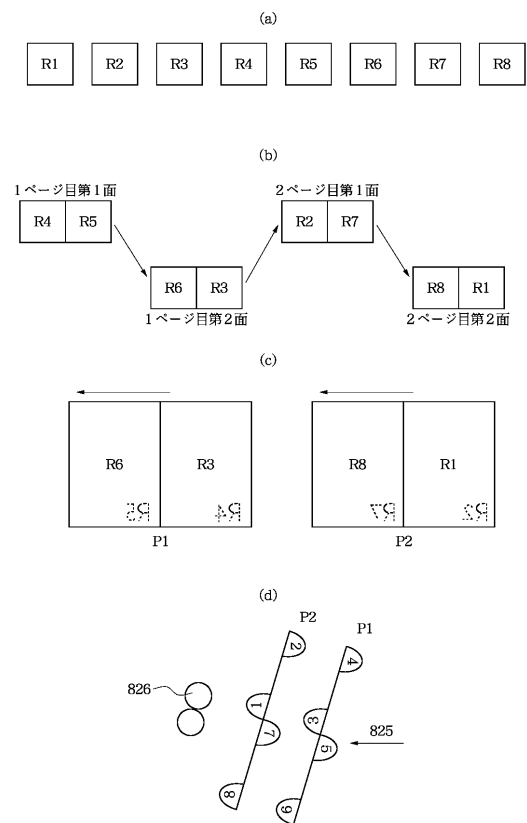 (a)
R1 R2 R3 R4 R5 R6 R7 R8
(b)
1ページ目第1面 2ページ目第1面
R4 R5 R2 R7
R6 R3 R8 R1
1ページ目第2面 2ページ目第2面
(c)
R6 R3 R8 R1
R5 R4 R7 R2
P1 P2
(d)
P2 P1
2 4
826
1 3 825
7 5
8 6